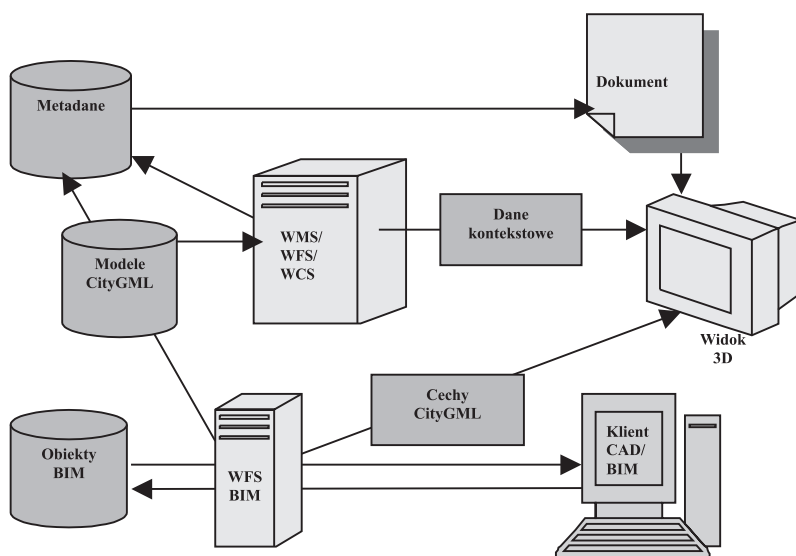 Metadane
Dokument
WMS/
WFS/
WCS
Dane
kontekstowe
Modele
CityGML
Widok
3D
Cechy
CityGML
Obiekty
BIM
WFS
BIM
Klient
CAD/
BIM